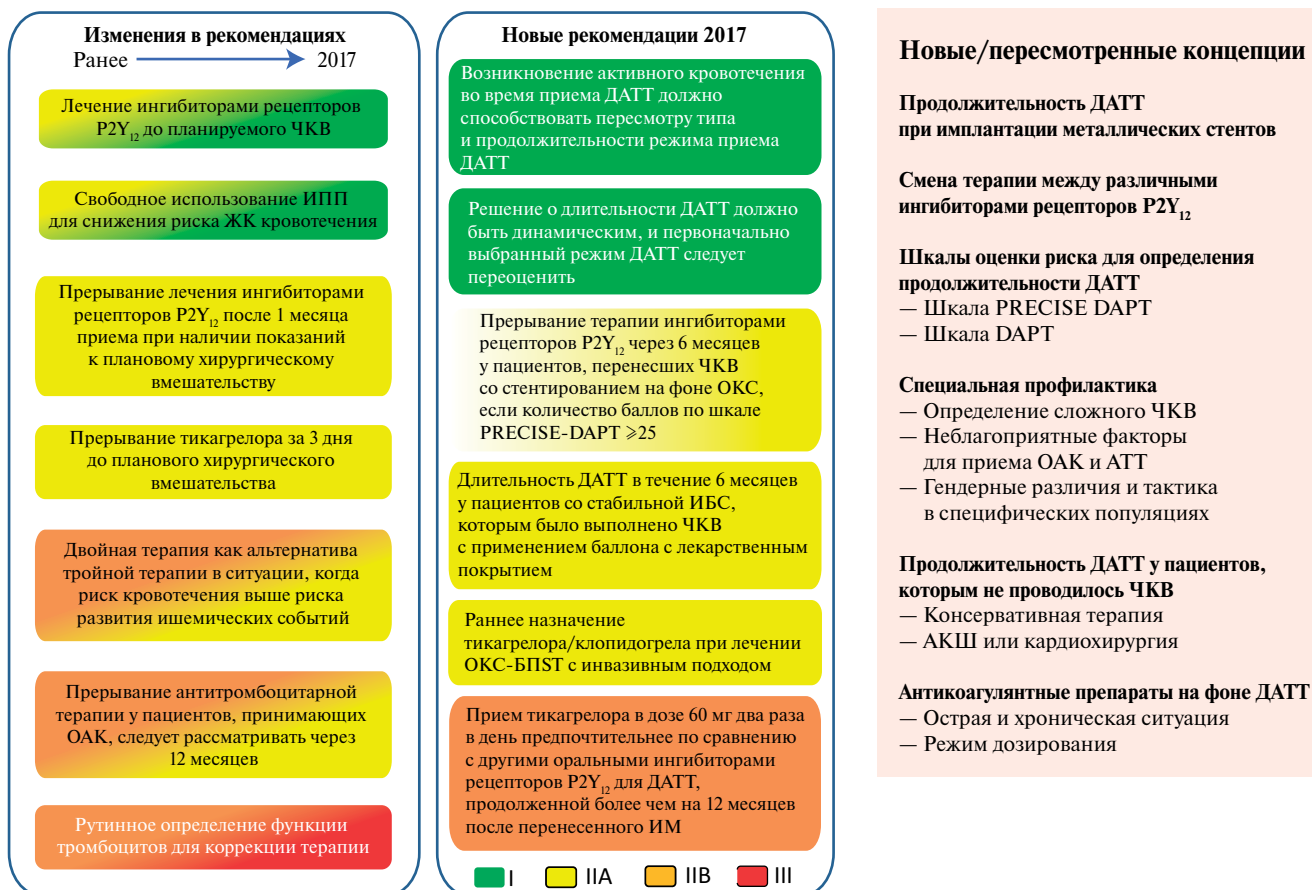 Изменения в рекомендациях
Ранее 2017
Лечение ингибиторами рецепторов
P2Y12 до планируемого ЧКВ
Свободное использование ИПП
для снижения риска ЖК кровотечения
Прерывание лечения ингибиторами
рецепторов P2Y12 после 1 месяца
приема при наличии показаний
к плановому хирургическому
вмешательству
Прерывание тикагрелора за 3 дня
до планового хирургического
вмешательства
Двойная терапия как альтернатива
тройной терапии в ситуации, когда
риск кровотечения выше риска
развития ишемических событий
Прерывание антитромбоцитарной
терапии у пациентов, принимающих
ОАК, следует рассматривать через
12 месяцев
Рутинное определение функции
тромбоцитов для коррекции терапии
Новые рекомендации 2017
Возникновение активного кровотечения
во время приема ДАТТ должно
способствовать пересмотру типа
и продолжительности режима приема
ДАТТ
Решение о длительности ДАТТ должно
быть динамическим, и первоначально
выбранный режим ДАТТ следует
переоценить
Прерывание терапии ингибиторами
рецепторов P2Y12 через 6 месяцев
у пациентов, перенесших ЧКВ
со стентированием на фоне ОКС,
если количество баллов по шкале
PRECISE-DAPT ⩾25
Длительность ДАТТ в течение 6 месяцев
у пациентов со стабильной ИБС,
которым было выполнено ЧКВ
с применением баллона с лекарственным
покрытием
Раннее назначение
тикагрелора/клопидогрела при лечении
ОКС-БПST с инвазивным подходом
Прием тикагрелора в дозе 60 мг два раза
в день предпочтительнее по сравнению
с другими оральными ингибиторами
рецепторов P2Y12 для ДАТТ,
продолженной более чем на 12 месяцев
после перенесенного ИМ
I IIA IIB III
Новые/пересмотренные концепции
Продолжительность ДАТТ
при имплантации металлических стентов
Смена терапии между различными
ингибиторами рецепторов P2Y12
Шкалы оценки риска для определения
продолжительности ДАТТ
— Шкала PRECISE DAPT
— Шкала DAPT
Специальная профилактика
— Определение сложного ЧКВ
— Неблагоприятные факторы
для приема ОАК и АТТ
— Гендерные различия и тактика
в специфических популяциях
Продолжительность ДАТТ у пациентов,
которым не проводилось ЧКВ
— Консервативная терапия
— АКШ или кардиохирургия
Антикоагулянтные препараты на фоне ДАТТ
— Острая и хроническая ситуация
— Режим дозирования